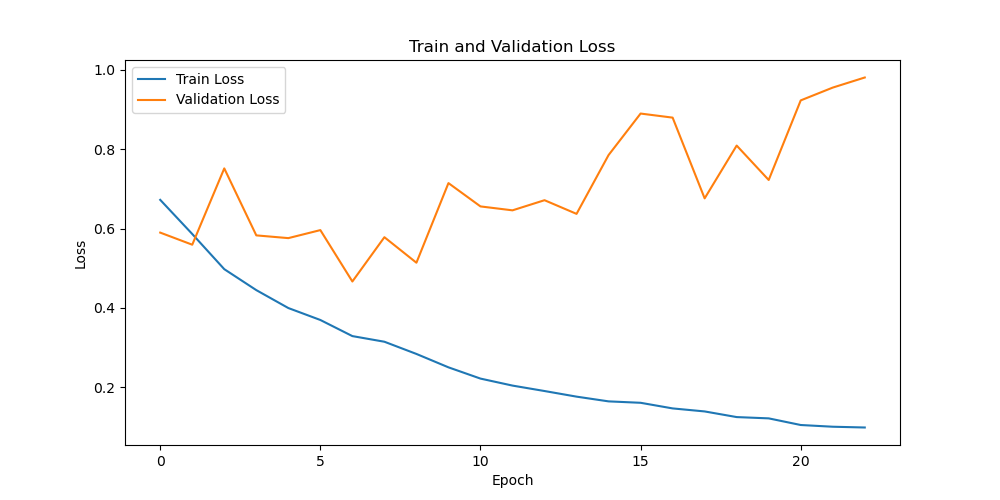 Train and Validation Loss
Train Loss
Validation Loss
1.0
0.8
0.6
0.4
0.2
Loss
0 5 10 15 20
Epoch